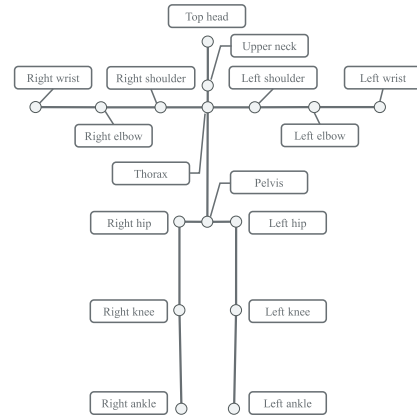 Top head
Upper neck
Right wrist
Right shoulder
Left shoulder
Left wrist
Right elbow
Left elbow
Thorax
Pelvis
Right hip
Left hip
Right knee
Left knee
Right ankle
Left ankle